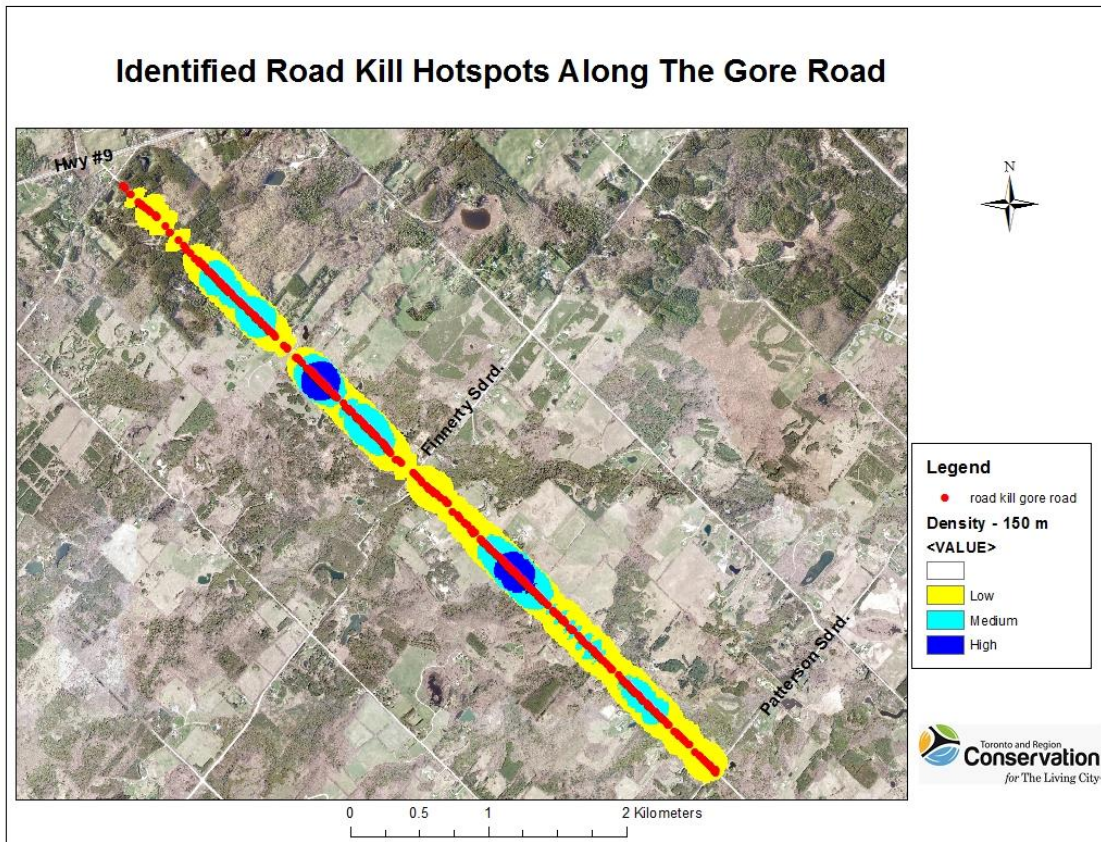 Identified Road Kill Hotspots Along The Gore Road
Hwy #9
N
Finnerty Sdrd.
Patterson Sdrd.
Legend
road kill gore road
Density - 150 m
<VALUE>
Low
Medium
High
Toronto and Region
Conservation
for The Living City
0 0.5 1 2 Kilometers